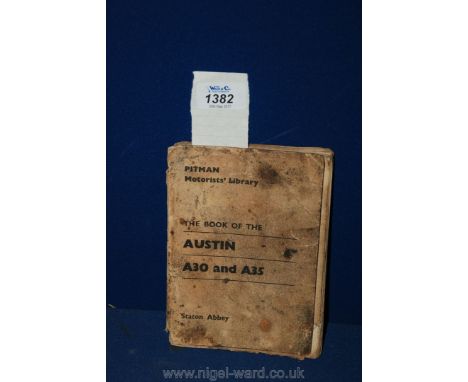 1382
PITMAN
Motorists' Library
THE BOOK OF THE
AUSTIN
A30 and A35
Staton Abbey
www.nigel-ward.co.uk